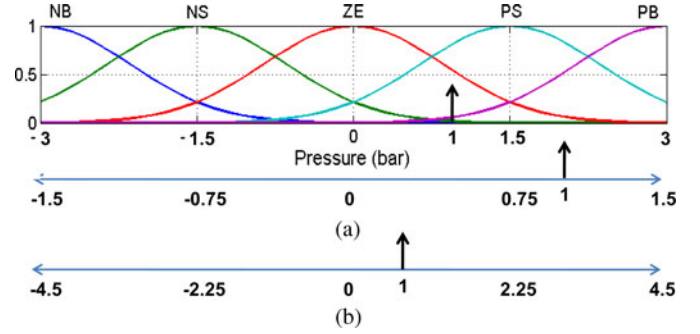 NB NS ZE PS PB
1
0.5
0
- 3 - 1.5 0 1 1.5 3
Pressure (bar)
-1.5 -0.75 0 0.75 1 1.5
(a)
-4.5 -2.25 0 1 2.25 4.5
(b)